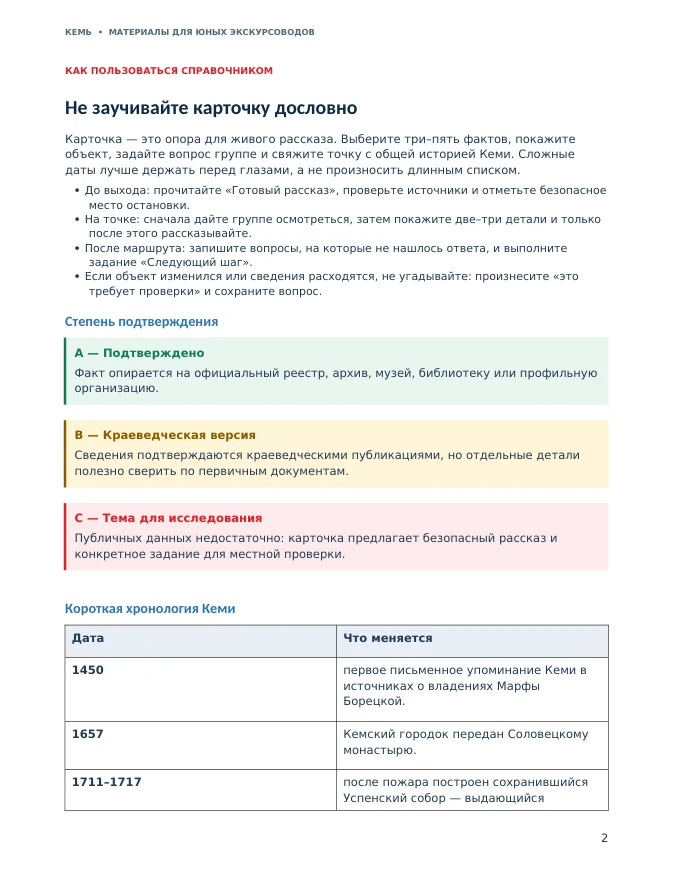 КЕМЬ • МАТЕРИАЛЫ ДЛЯ ЮНЫХ ЭКСКУРСОВОДОВ
КАК ПОЛЬЗОВАТЬСЯ СПРАВОЧНИКОМ
Не заучивайте карточку дословно
Карточка — это опора для живого рассказа. Выберите три–пять фактов, покажите
объект, задайте вопрос группе и свяжите точку с общей историей Кеми. Сложные
даты лучше держать перед глазами, а не произносить длинным списком.
• До выхода: прочитайте «Готовый рассказ», проверьте источники и отметьте безопасное
место остановки.
• На точке: сначала дайте группе осмотреться, затем покажите две–три детали и только
после этого рассказывайте.
• После маршрута: запишите вопросы, на которые не нашлось ответа, и выполните
задание «Следующий шаг».
• Если объект изменился или сведения расходятся, не угадывайте: произнесите «это
требует проверки» и сохраните вопрос.
Степень подтверждения
A — Подтверждено
Факт опирается на официальный реестр, архив, музей, библиотеку или профильную
организацию.
B — Краеведческая версия
Сведения подтверждаются краеведческими публикациями, но отдельные детали
полезно сверить по первичным документам.
C — Тема для исследования
Публичных данных недостаточно: карточка предлагает безопасный рассказ и
конкретное задание для местной проверки.
Короткая хронология Кеми
Дата
Что меняется
1450
первое письменное упоминание Кеми в
источниках о владениях Марфы
Борецкой.
1657
Кемский городок передан Соловецкому
монастырю.
1711–1717
после пожара построен сохранившийся
Успенский собор — выдающийся
2